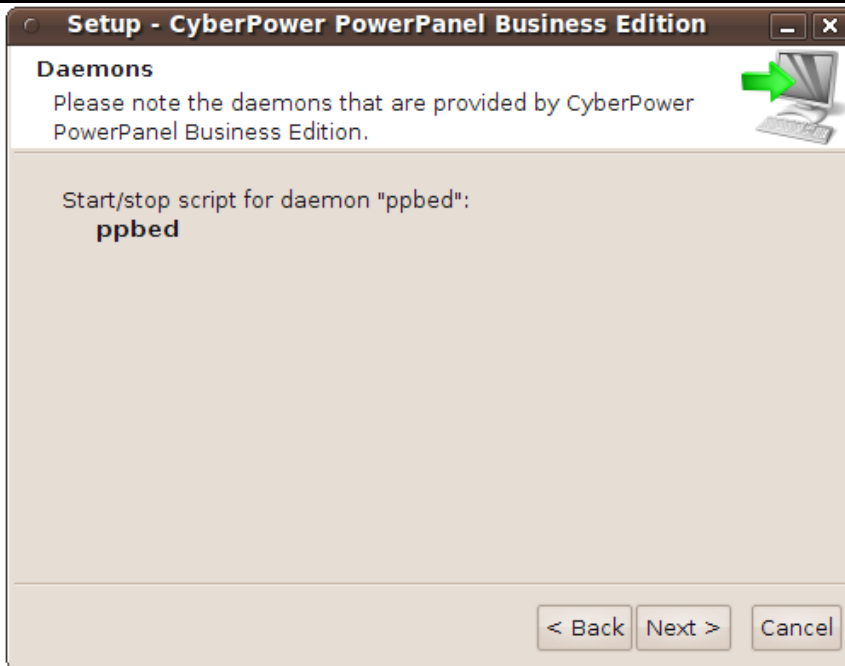 Setup - CyberPower PowerPanel Business Edition
Daemons
Please note the daemons that are provided by CyberPower
PowerPanel Business Edition.
Start/stop script for daemon "ppbed":
ppbed
< Back Next > Cancel